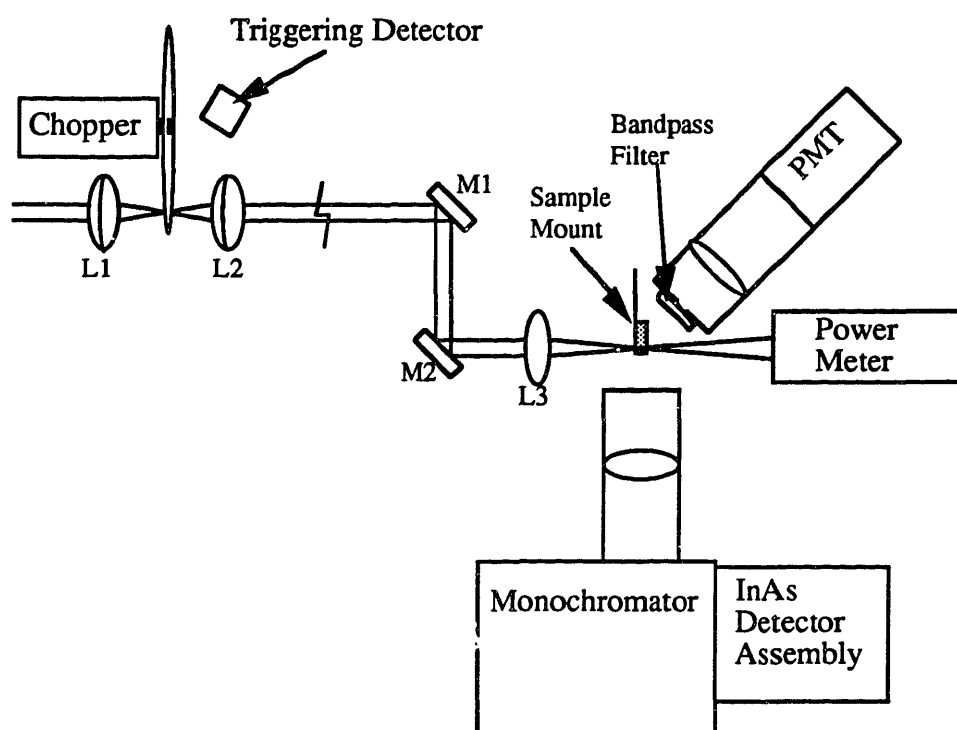 Triggering Detector
Chopper
Bandpass
Filter
PMT
M1
Sample
Mount
L1
L2
M2
L3
Power
Meter
Monochromator
InAs
Detector
Assembly